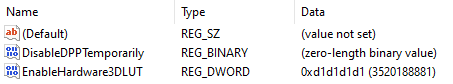 Name Type Data
(Default) REG_SZ (value not set)
DisableDPPTemporarily REG_BINARY (zero-length binary value)
EnableHardware3DLUT REG_DWORD 0xd1d1d1d1 (3520188881)